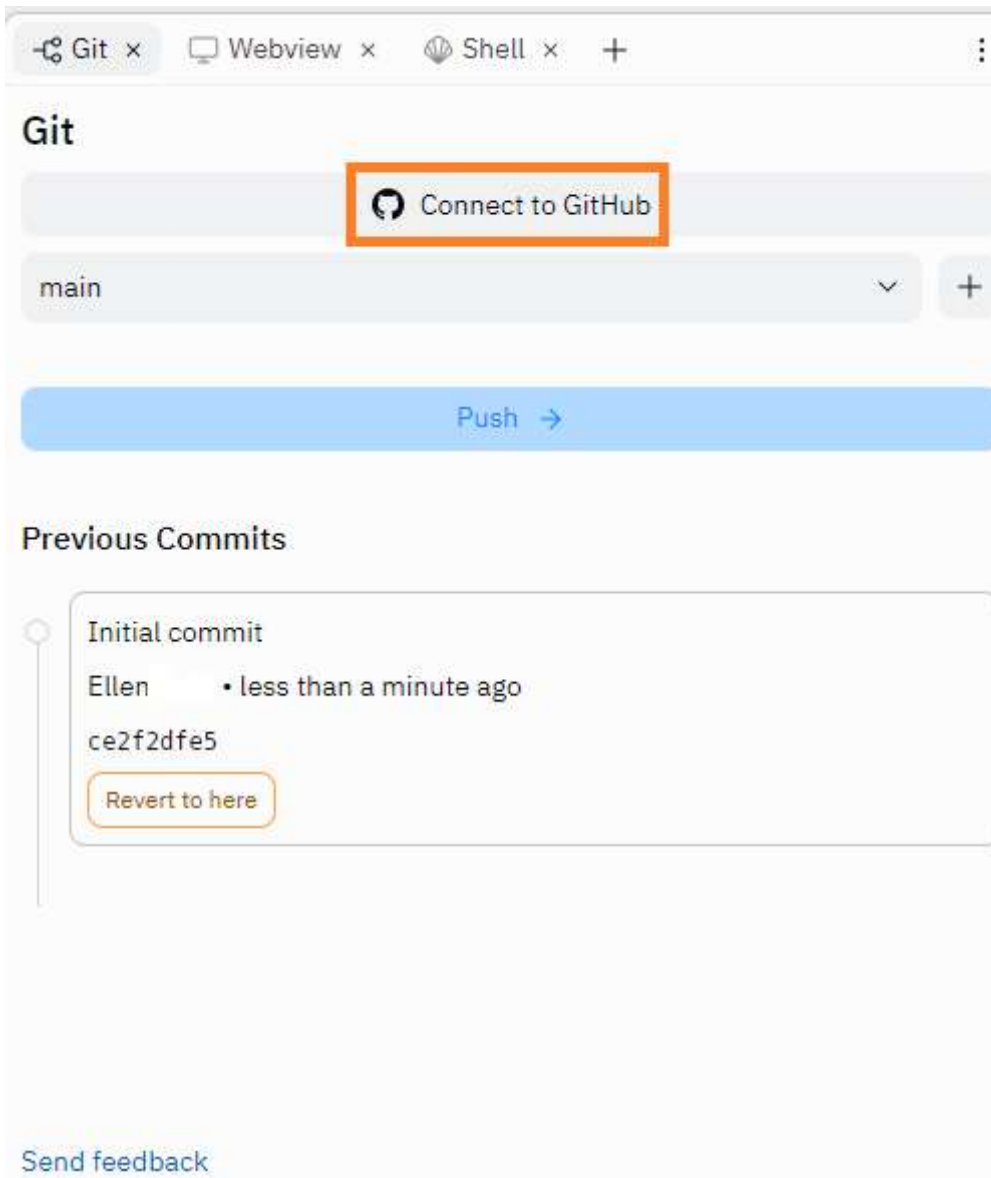 Git × Webview × Shell × +
Git
Connect to GitHub
main +
Push →
Previous Commits
Initial commit
Ellen • less than a minute ago
ce2f2dfe5
Revert to here
Send feedback